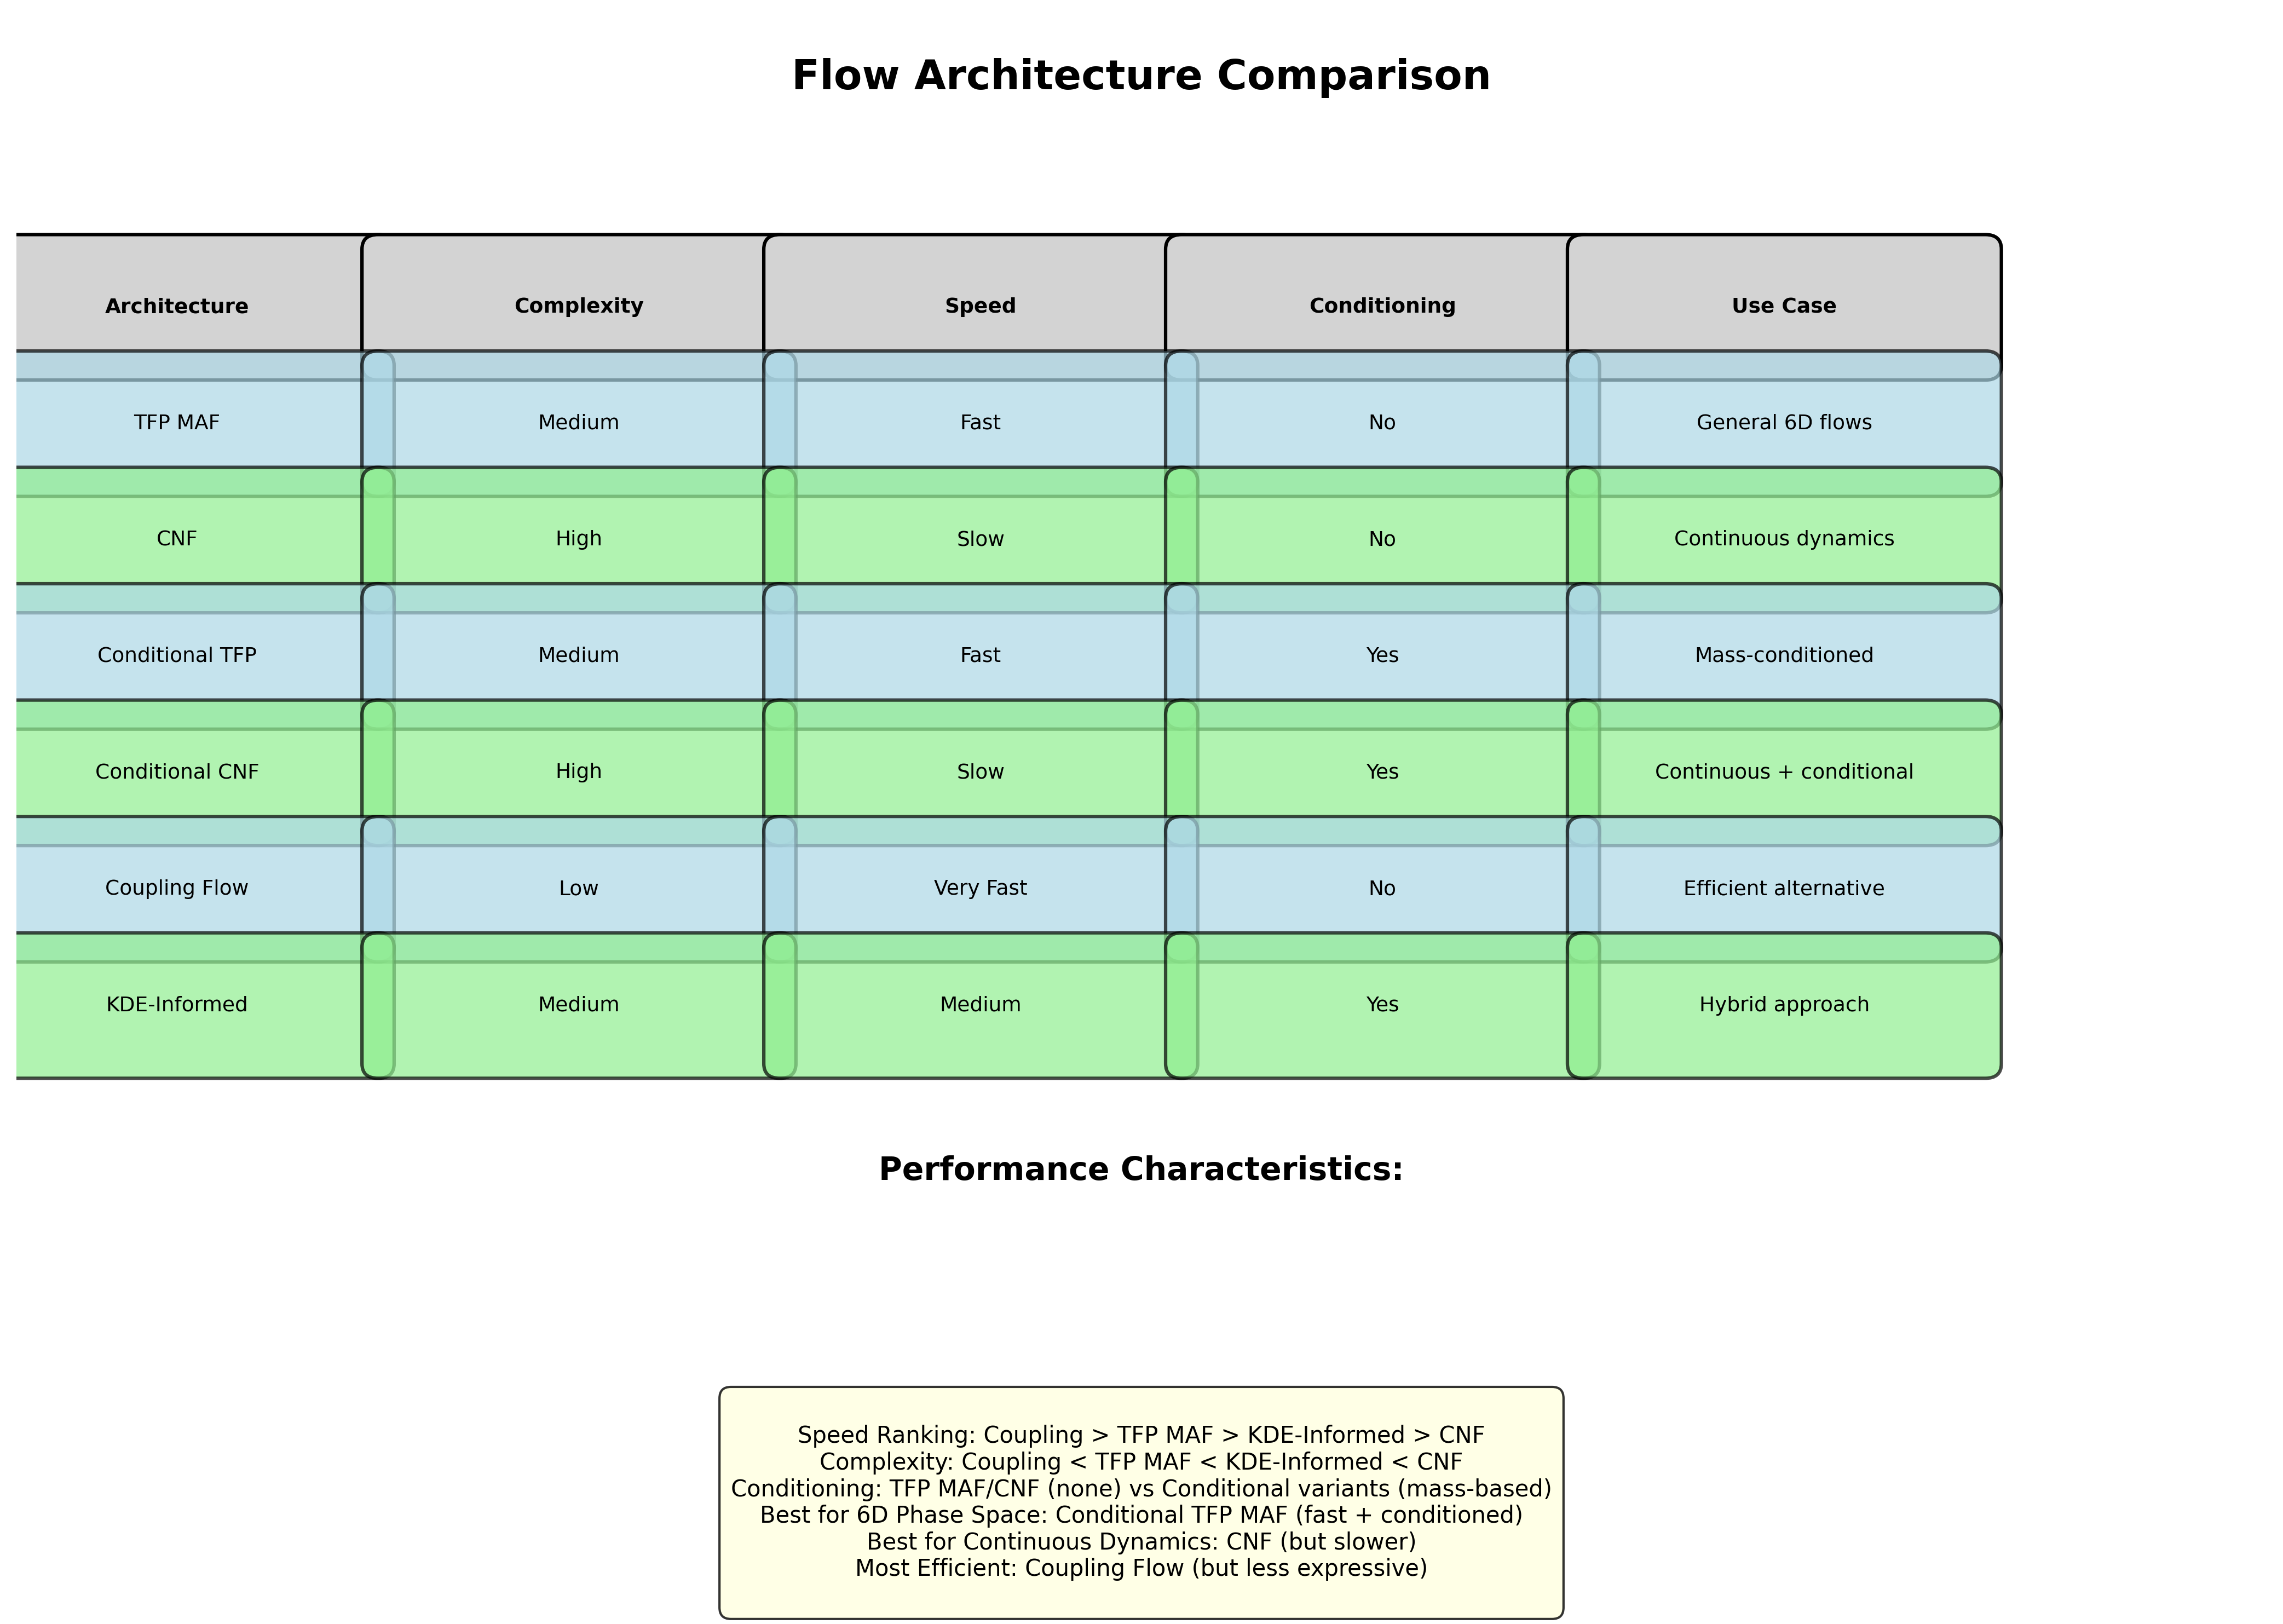 Flow Architecture Comparison
Architecture Complexity Speed Conditioning Use Case
TFP MAF Medium Fast No General 6D flows
CNF High Slow No Continuous dynamics
Conditional TFP Medium Fast Yes Mass-conditioned
Conditional CNF High Slow Yes Continuous + conditional
Coupling Flow Low Very Fast No Efficient alternative
KDE-Informed Medium Medium Yes Hybrid approach
Performance Characteristics:
Speed Ranking: Coupling > TFP MAF > KDE-Informed > CNF
Complexity: Coupling < TFP MAF < KDE-Informed < CNF
Conditioning: TFP MAF/CNF (none) vs Conditional variants (mass-based)
Best for 6D Phase Space: Conditional TFP MAF (fast + conditioned)
Best for Continuous Dynamics: CNF (but slower)
Most Efficient: Coupling Flow (but less expressive)